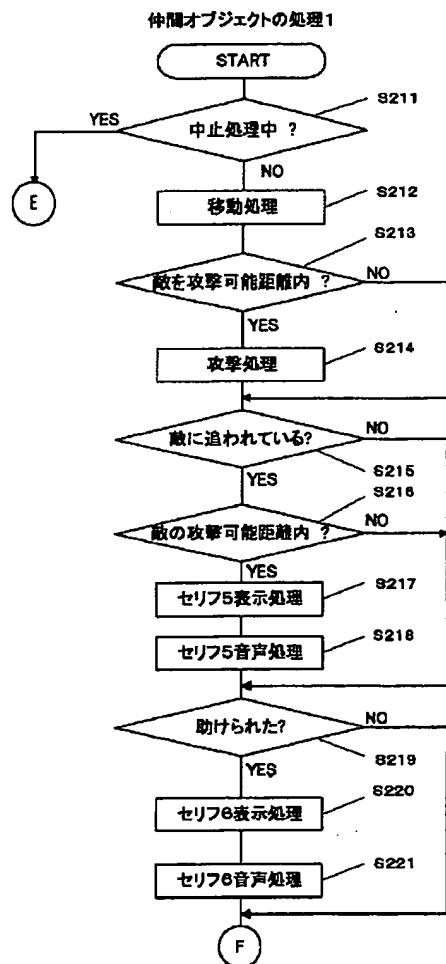 仲間オブジェクトの処理1
START
S211
YES
中止処理中 ?
E
NO
S212
移動処理
S213
敵を攻撃可能距離内 ?
NO
YES
S214
攻撃処理
敵に追われている?
NO
S215
YES
S216
敵の攻撃可能距離内 ?
NO
YES
S217
セリフ5表示処理
S218
セリフ5音声処理
助けられた?
NO
S219
YES
S220
セリフ6表示処理
S221
セリフ6音声処理
F